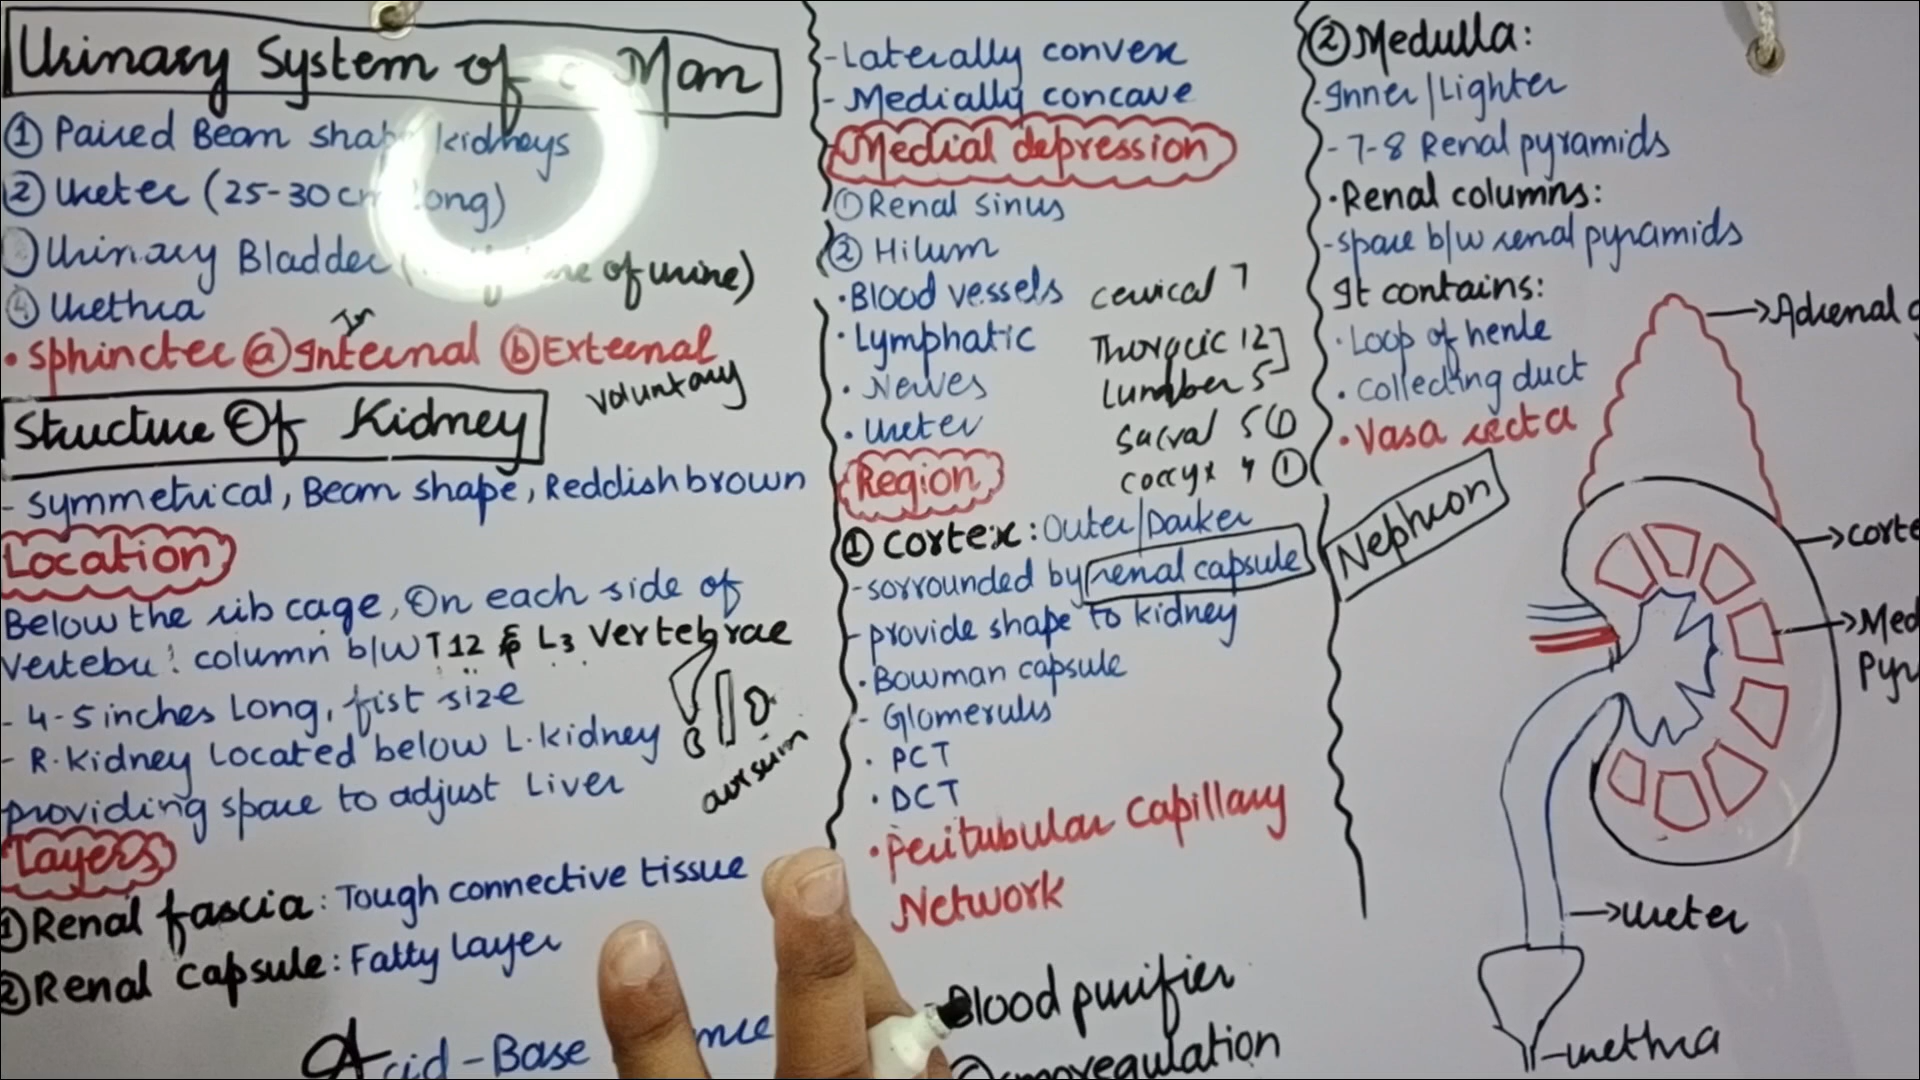 Urinary System of a Man
① Paired Beam shape kidneys
② Ureter (25-30 cm long)
③ Urinary Bladder ( of urine)
④ Urethra
• Sphincter ⓐ Internal ⓑ External
voluntary
Structure Of Kidney
- symmetrical, Beam shape, Reddish brown
Location
Below the rib cage, On each side of
Vertebu: column b/w T12 & L3 Vertebrae
- 4-5 inches Long, fist size
- R. kidney Located below L. kidney
providing space to adjust Liver
Layers
① Renal fascia: Tough connective tissue
② Renal Capsule: Fatty Layer
Acid-Base
- Laterally convex
- Medially concave
Medial depression
① Renal sinus
② Hilum
• Blood vessels
• Lymphatic
• Nerves
• Ureter
cervical 7
Thoracic 12
Lumber 5
Sacral 5 ①
coccyx 4 ①
Region
① Cortex: Outer/Darker
- sorrounded by renal capsule
- provide shape to kidney
• Bowman capsule
- Glomerulus
• PCT
• DCT
• Peritubular Capillary
Network
Blood purifier
Osmoregulation
② Medulla:
- Inner/Lighter
- 7-8 Renal pyramids
• Renal columns:
- space b/w renal pyramids
It contains:
• Loop of henle
• collecting duct
• Vasa recta
Nephron
Adrenal g
corte
Med
Pyr
ureter
urethra